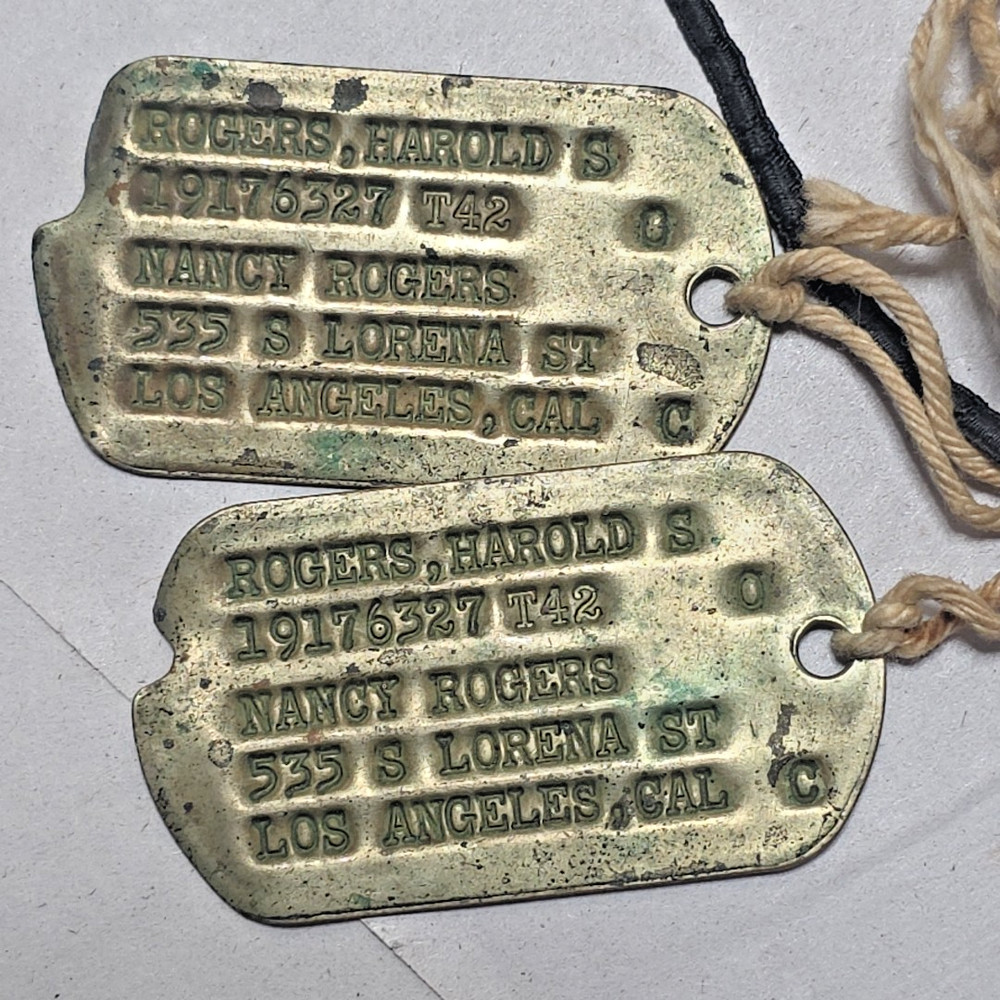 ROGERS,HAROLD S
19176327 T42 O
NANCY ROGERS
535 S LORENA ST
LOS ANGELES,CAL C
ROGERS,HAROLD S
19176327 T42 O
NANCY ROGERS
535 S LORENA ST
LOS ANGELES,CAL C